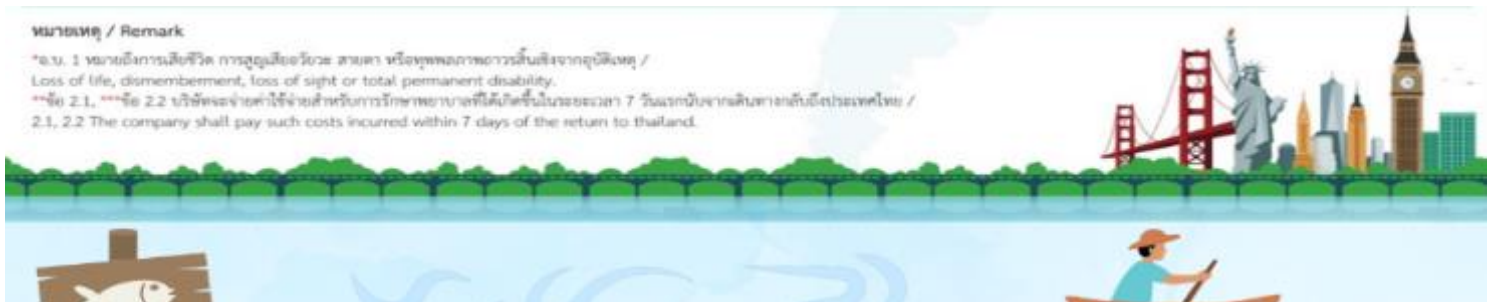 หมายเหตุ / Remark
*อ.บ. 1 หมายถึงการเสียชีวิต การสูญเสียอวัยวะ สายตา หรือทุพพลภาพถาวรสิ้นเชิงจากอุบัติเหตุ /
Loss of life, dismemberment, loss of sight or total permanent disability.
**ข้อ 2.1, ***ข้อ 2.2 บริษัทจะจ่ายค่าใช้จ่ายสำหรับการรักษาพยาบาลที่ได้เกิดขึ้นในระยะเวลา 7 วันแรกนับจากเดินทางกลับถึงประเทศไทย /
2.1, 2.2 The company shall pay such costs incurred within 7 days of the return to thailand.